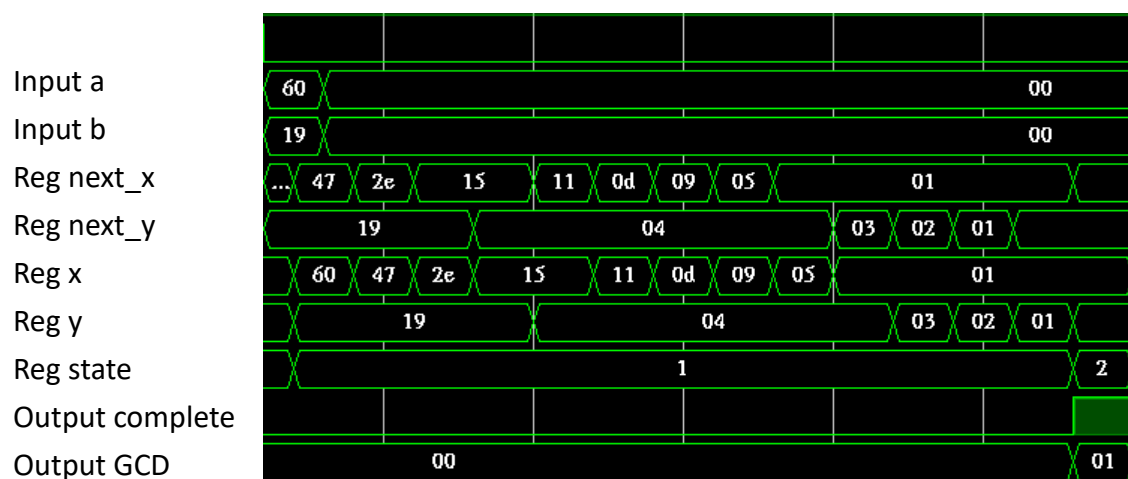 Input a 60 00
Input b 19 00
Reg next_x ... 47 2e 15 11 0d 09 05 01
Reg next_y 19 04 03 02 01
Reg x 60 47 2e 15 11 0d 09 05 01
Reg y 19 04 03 02 01
Reg state 1 2
Output complete
Output GCD 00 01